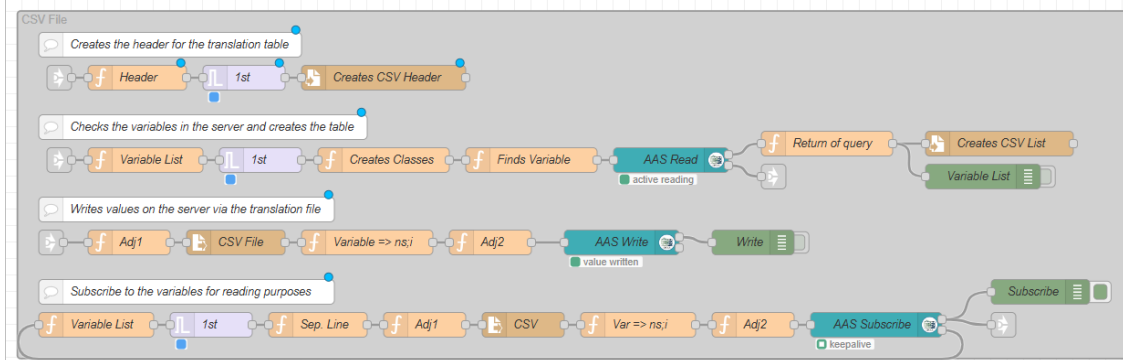 CSV File
Creates the header for the translation table
Header
1st
Creates CSV Header
Checks the variables in the server and creates the table
Variable List
1st
Creates Classes
Finds Variable
AAS Read
active reading
Return of query
Creates CSV List
Variable List
Writes values on the server via the translation file
Adj1
CSV File
Variable => ns;i
Adj2
AAS Write
value written
Write
Subscribe to the variables for reading purposes
Variable List
1st
Sep. Line
Adj1
CSV
Var => ns;i
Adj2
AAS Subscribe
keepalive
Subscribe